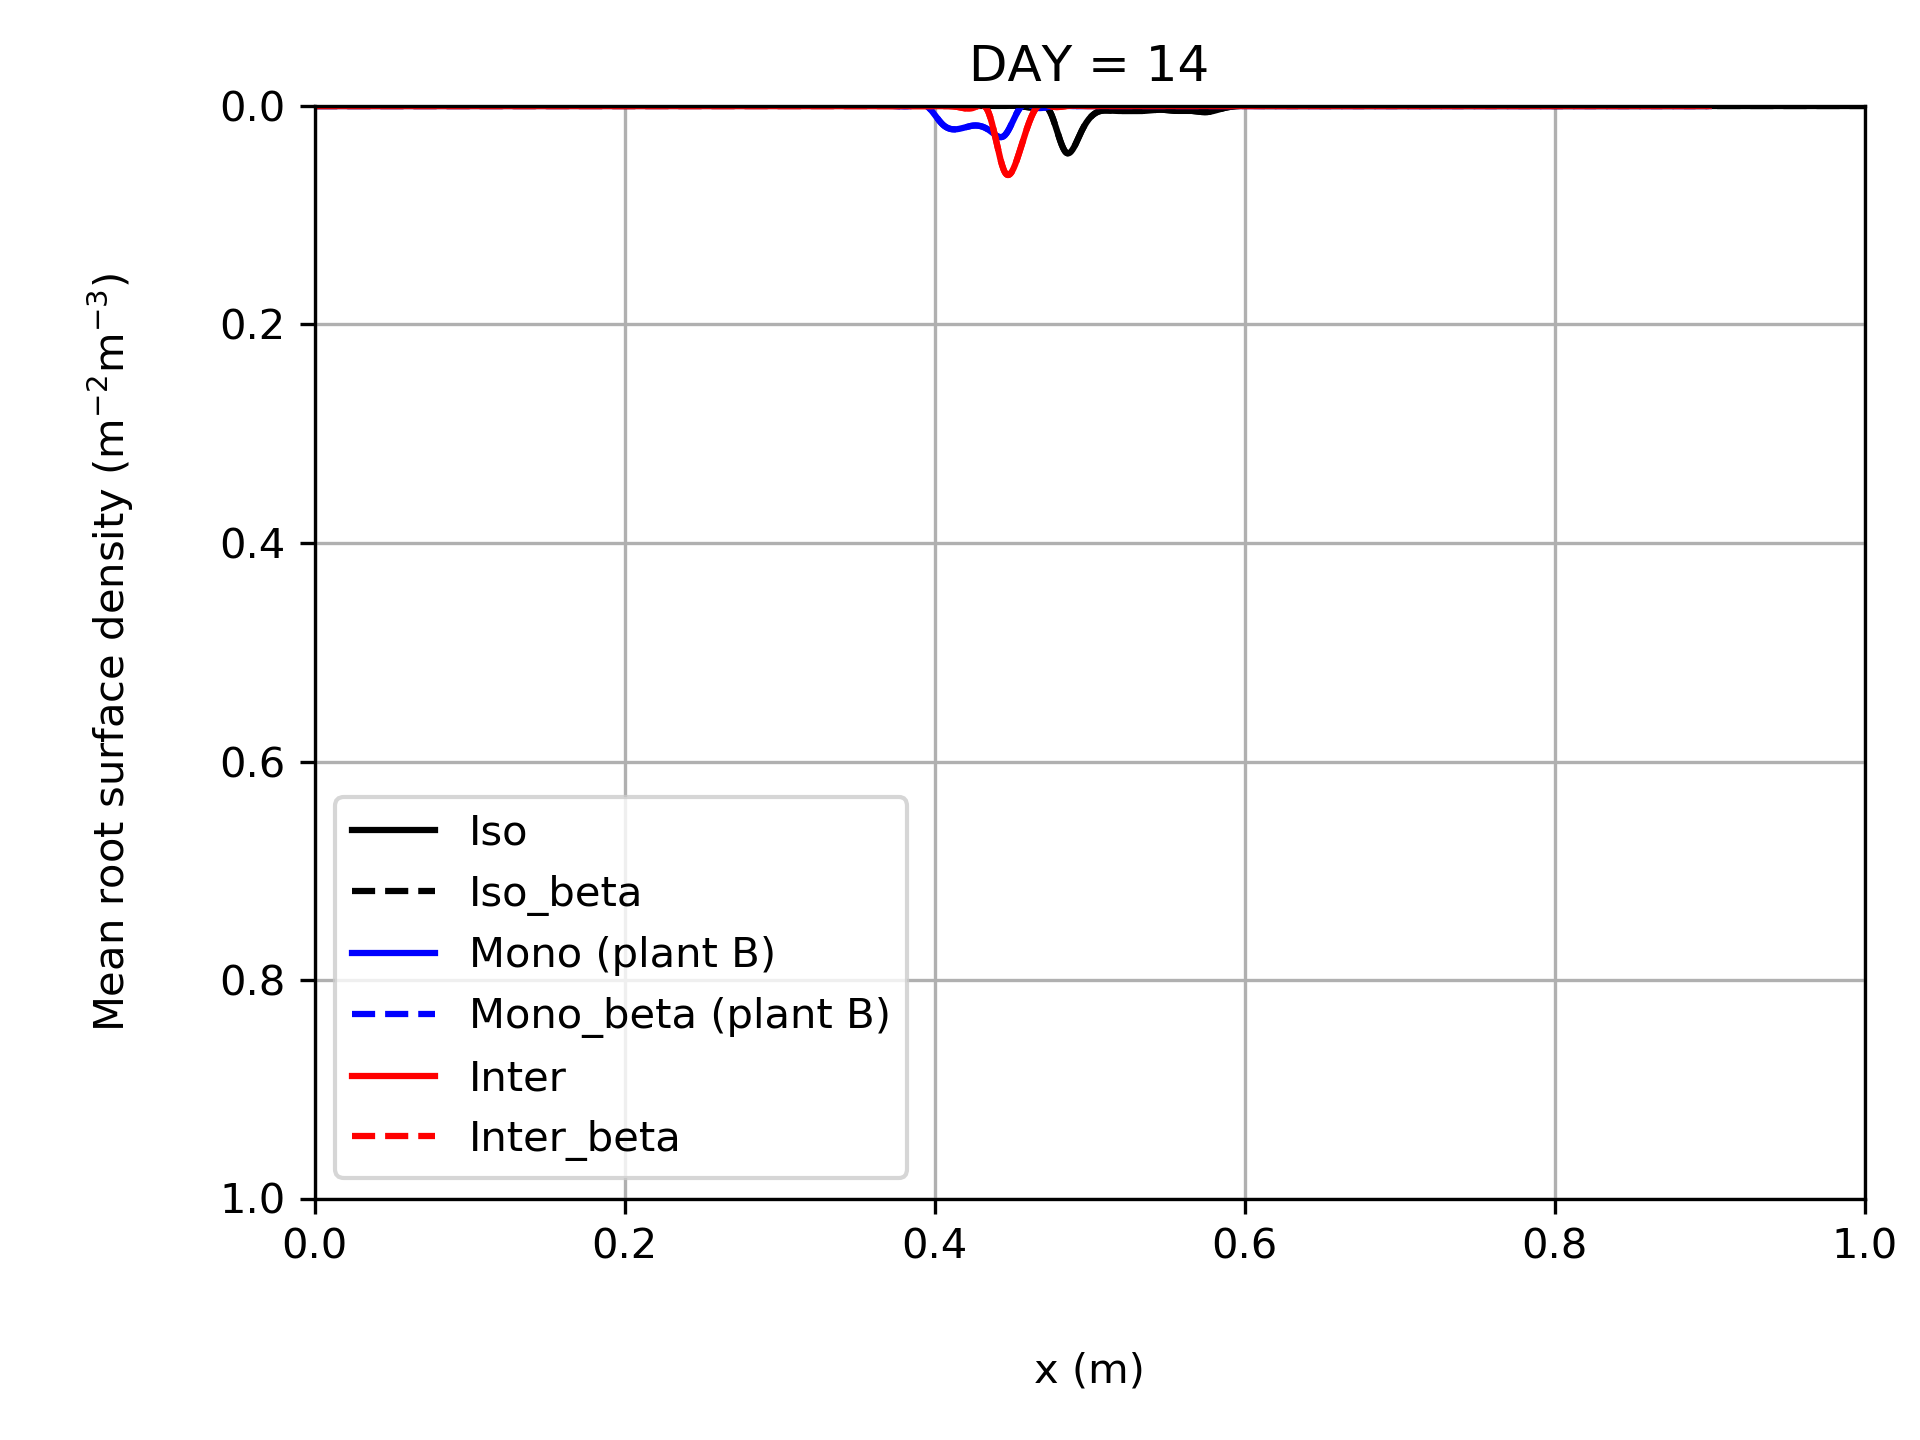 DAY = 14
0.0
0.2
0.4
0.6
0.8
1.0
Mean root surface density (m⁻²m⁻³)
Iso
Iso_beta
Mono (plant B)
Mono_beta (plant B)
Inter
Inter_beta
0.0 0.2 0.4 0.6 0.8 1.0
x (m)